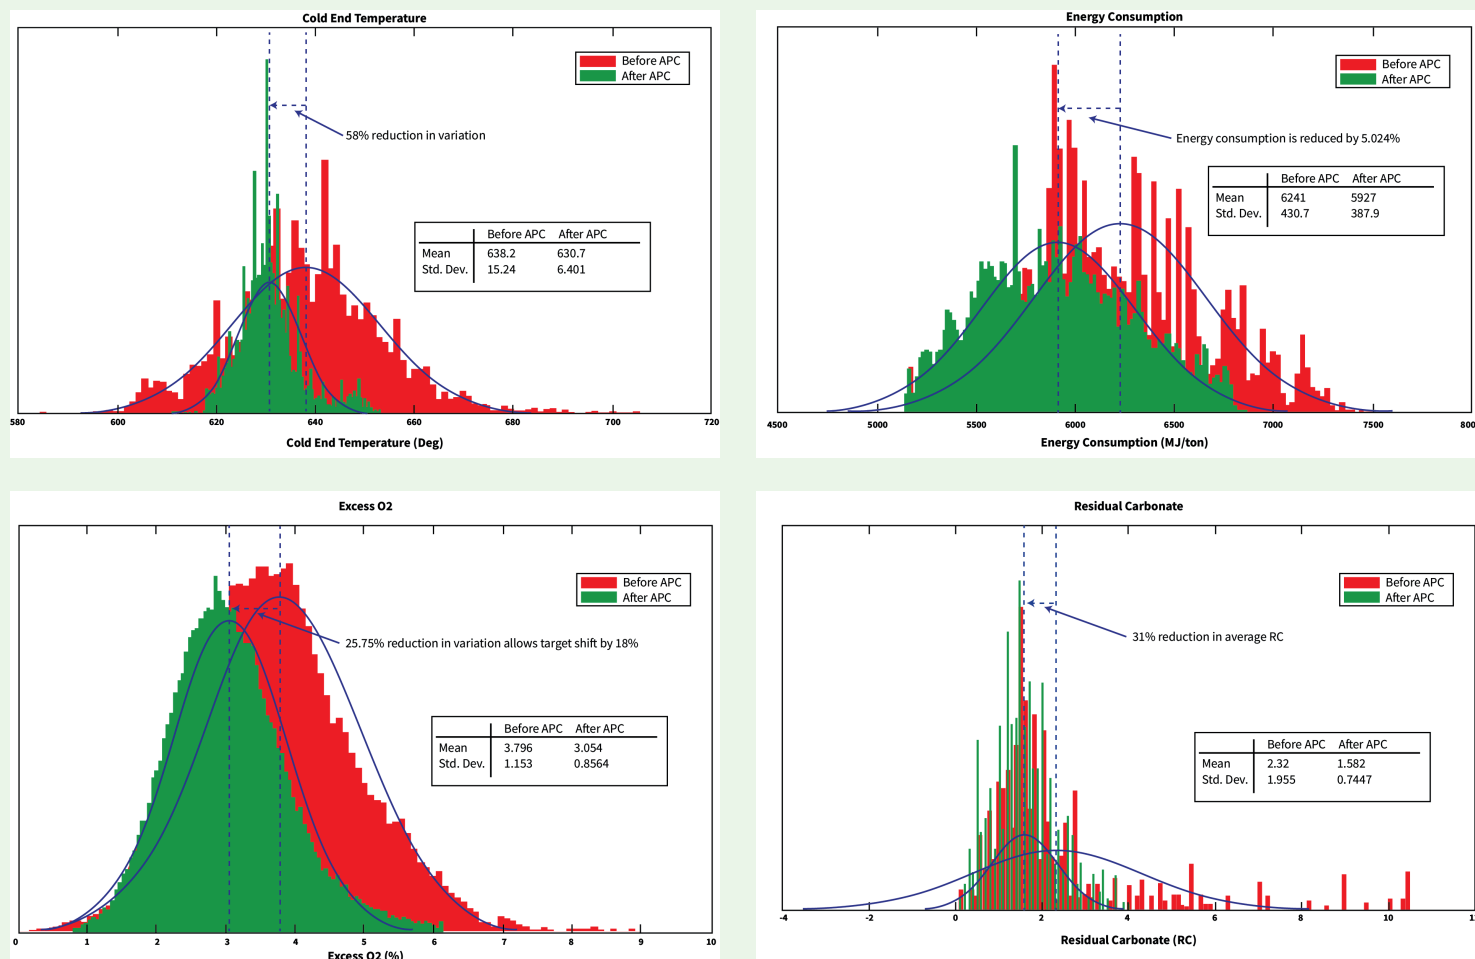 Cold End Temperature
Before APC
After APC
58% reduction in variation
Before APC After APC
Mean 638.2 630.7
Std. Dev. 15.24 6.401
580 600 620 640 660 680 700 720
Cold End Temperature (Deg)
Energy Consumption
Before APC
After APC
Energy consumption is reduced by 5.024%
Before APC After APC
Mean 6241 5927
Std. Dev. 430.7 387.9
4500 5000 5500 6000 6500 7000 7500
Energy Consumption (MJ/ton)
Excess O2
Before APC
After APC
25.75% reduction in variation allows target shift by 18%
Before APC After APC
Mean 3.796 3.054
Std. Dev. 1.153 0.8564
0 1 2 3 4 5 6 7 8 9 10
Excess O2 (%)
Residual Carbonate
Before APC
After APC
31% reduction in average RC
Before APC After APC
Mean 2.32 1.582
Std. Dev. 1.955 0.7447
-4 -2 0 2 4 6 8 10
Residual Carbonate (RC)